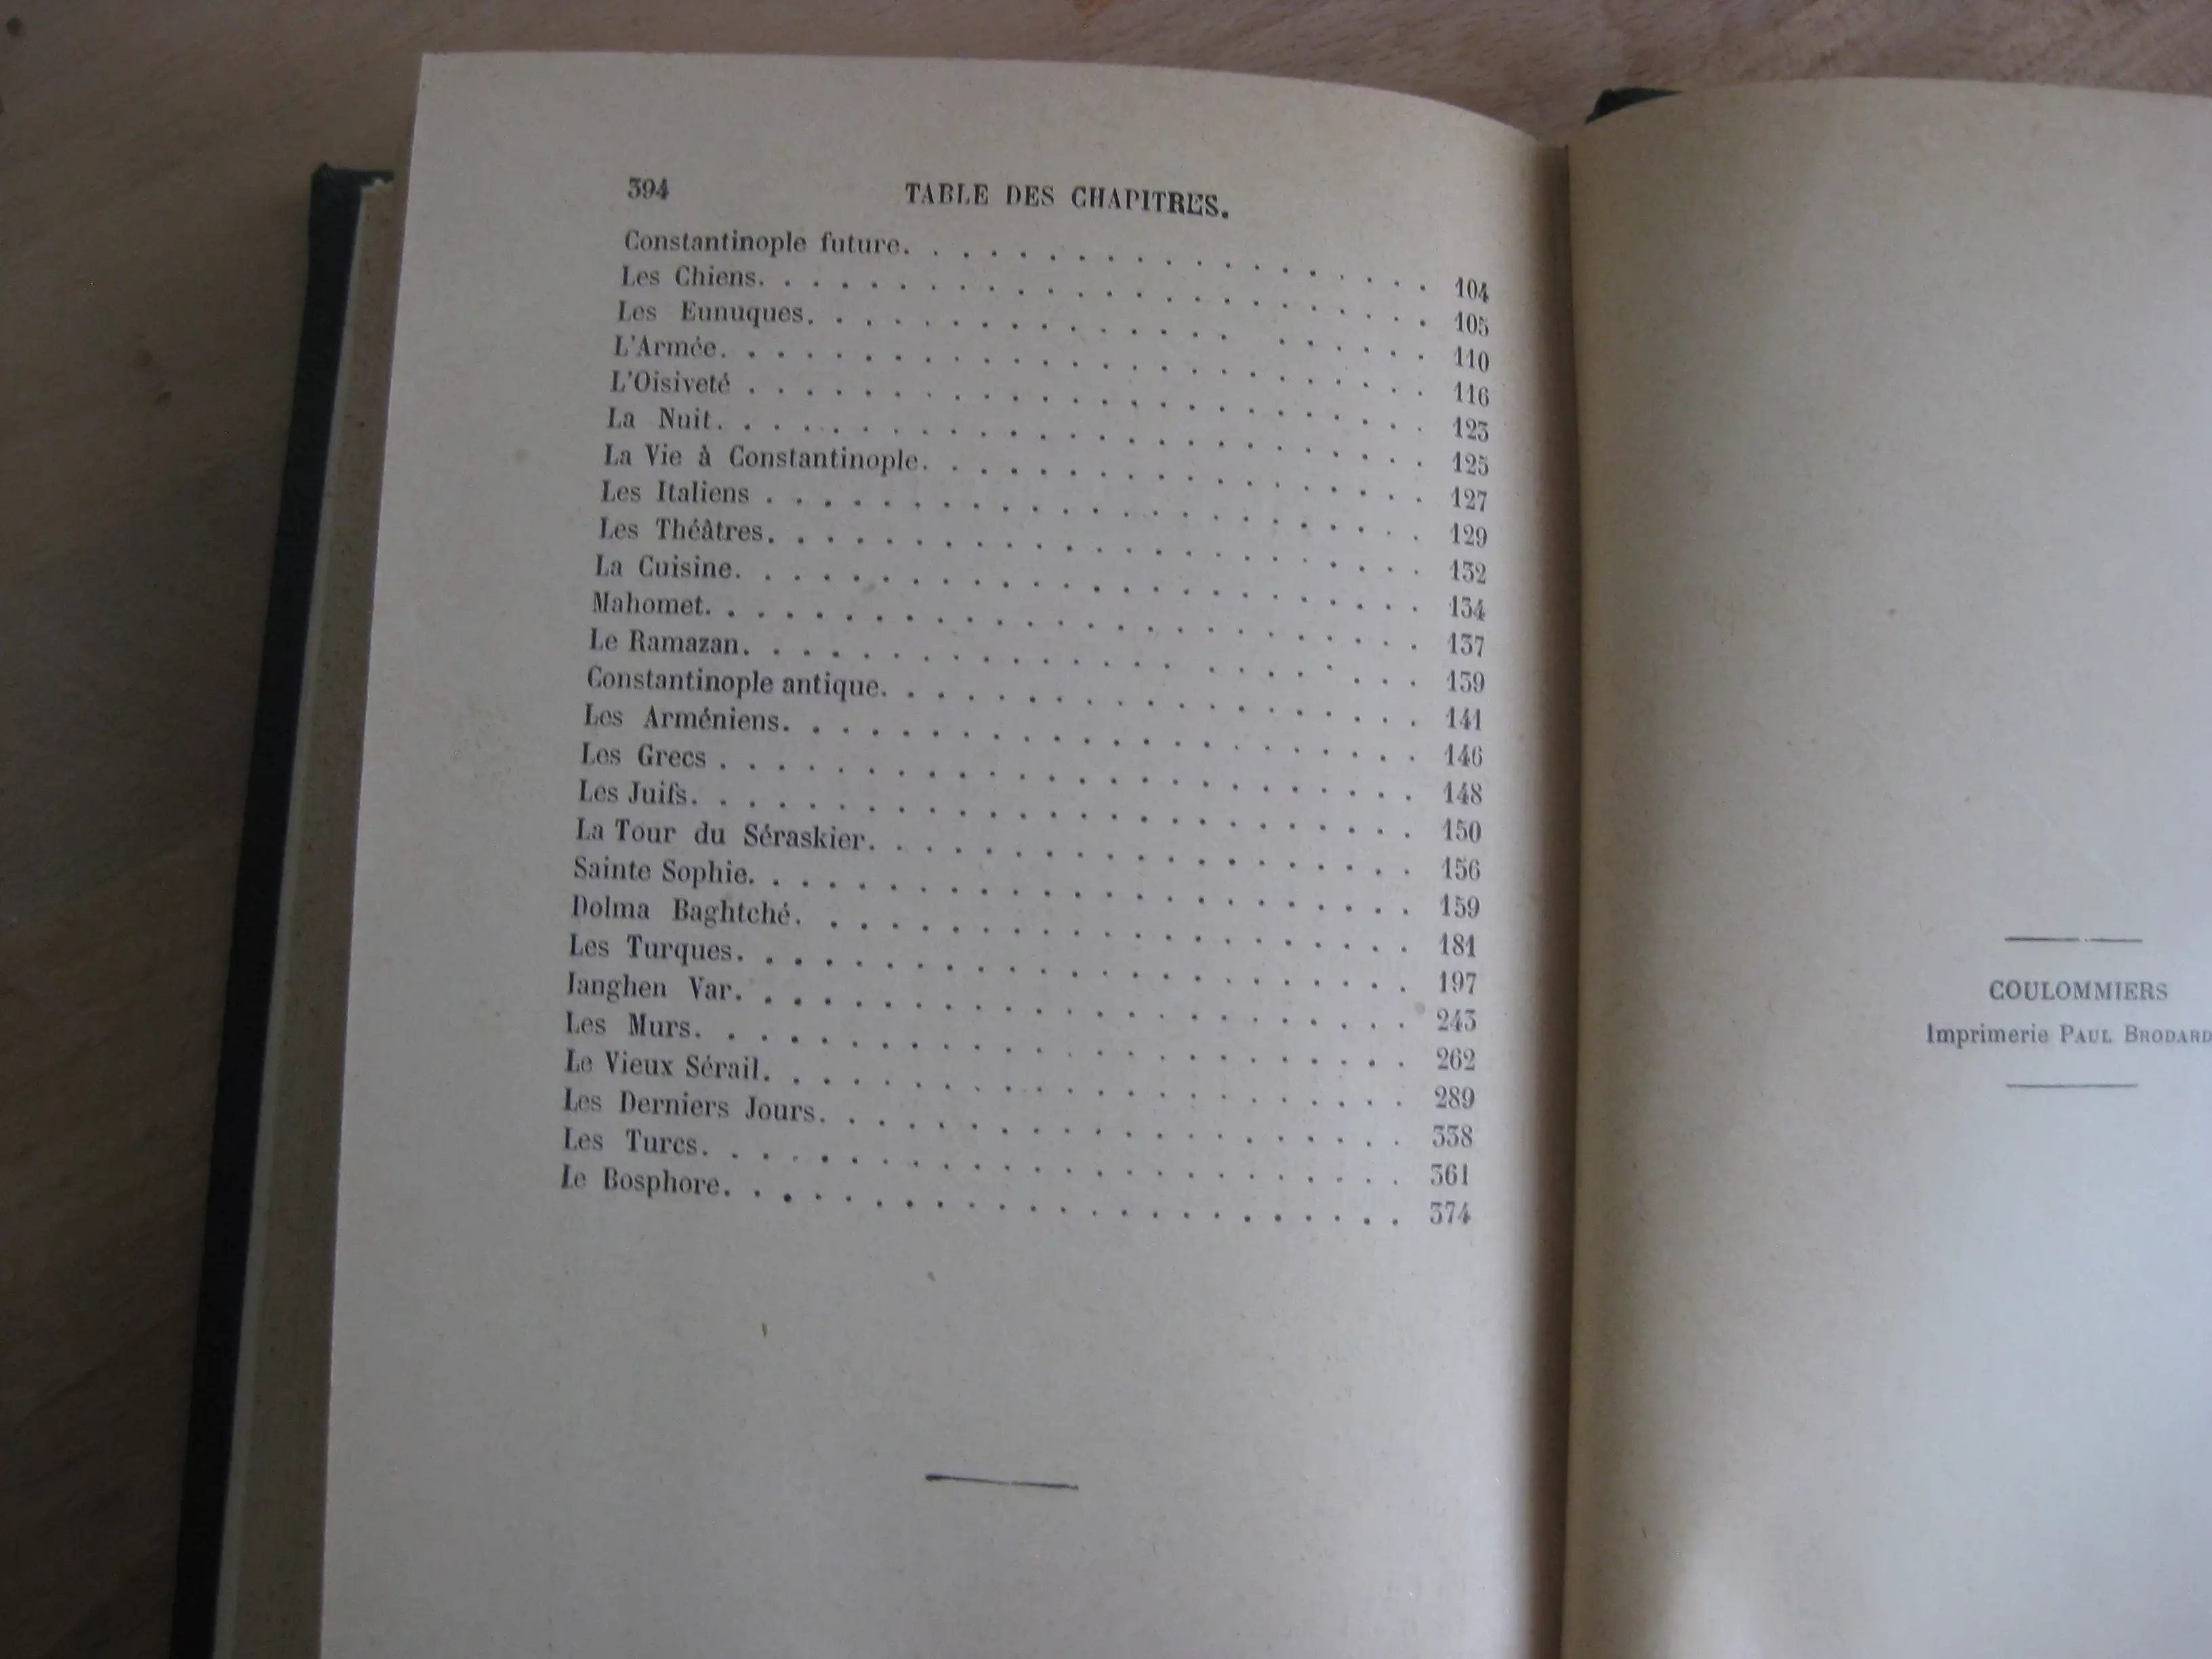 394 TABLE DES CHAPITRES.
Constantinople future. . . . . . . . . . . . . . . . . . . 104
Les Chiens. . . . . . . . . . . . . . . . . . . . . . . . 105
Les Eunuques. . . . . . . . . . . . . . . . . . . . . . 110
L'Armée. . . . . . . . . . . . . . . . . . . . . . . . . 116
L'Oisiveté . . . . . . . . . . . . . . . . . . . . . . . . 123
La Nuit. . . . . . . . . . . . . . . . . . . . . . . . . 125
La Vie à Constantinople. . . . . . . . . . . . . . . . . . 127
Les Italiens . . . . . . . . . . . . . . . . . . . . . . . 129
Les Théâtres. . . . . . . . . . . . . . . . . . . . . . . 132
La Cuisine. . . . . . . . . . . . . . . . . . . . . . . . 134
Mahomet. . . . . . . . . . . . . . . . . . . . . . . . . 137
Le Ramazan. . . . . . . . . . . . . . . . . . . . . . . 139
Constantinople antique. . . . . . . . . . . . . . . . . . . 141
Les Arméniens. . . . . . . . . . . . . . . . . . . . . . 146
Les Grecs . . . . . . . . . . . . . . . . . . . . . . . . 148
Les Juifs. . . . . . . . . . . . . . . . . . . . . . . . . 150
La Tour du Séraskier. . . . . . . . . . . . . . . . . . . 156
Sainte Sophie. . . . . . . . . . . . . . . . . . . . . . . 159
Dolma Baghtché. . . . . . . . . . . . . . . . . . . . . 181
Les Turques. . . . . . . . . . . . . . . . . . . . . . . 197
Ianghen Var. . . . . . . . . . . . . . . . . . . . . . . 243
Les Murs. . . . . . . . . . . . . . . . . . . . . . . . . 262
Le Vieux Sérail. . . . . . . . . . . . . . . . . . . . . . 289
Les Derniers Jours. . . . . . . . . . . . . . . . . . . . 338
Les Turcs. . . . . . . . . . . . . . . . . . . . . . . . 361
Le Bosphore. . . . . . . . . . . . . . . . . . . . . . . 374
COULOMMIERS
Imprimerie PAUL BRODARD